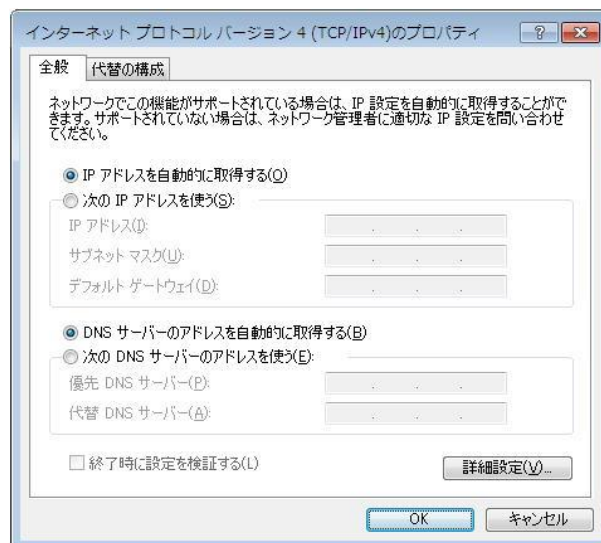 インターネット プロトコル バージョン 4 (TCP/IPv4)のプロパティ
全般
代替の構成
ネットワークでこの機能がサポートされている場合は、IP 設定を自動的に取得することがで
きます。サポートされていない場合は、ネットワーク管理者に適切な IP 設定を問い合わせ
てください。
IP アドレスを自動的に取得する(O)
次の IP アドレスを使う(S):
IP アドレス(I):
サブネット マスク(U):
デフォルト ゲートウェイ(D):
DNS サーバーのアドレスを自動的に取得する(B)
次の DNS サーバーのアドレスを使う(E):
優先 DNS サーバー(P):
代替 DNS サーバー(A):
終了時に設定を検証する(L)
詳細設定(V)...
OK
キャンセル